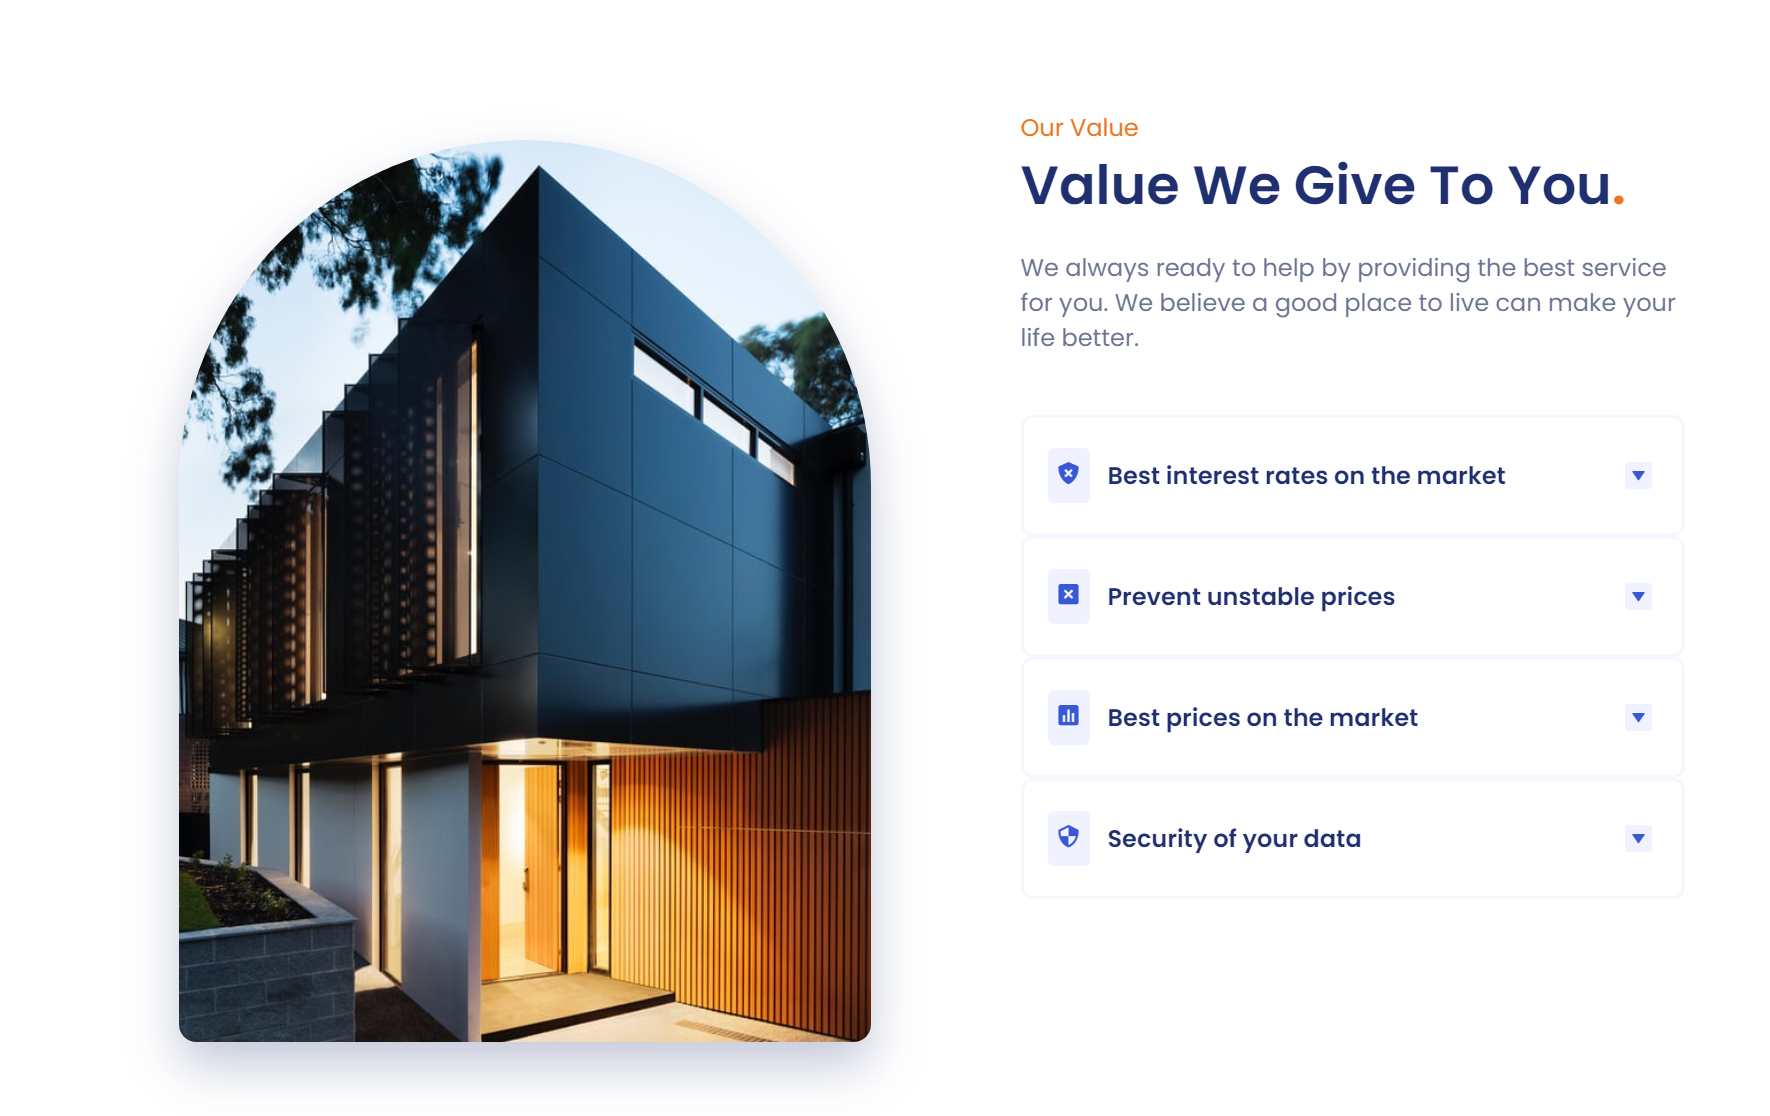 Our Value
Value We Give To You.
We always ready to help by providing the best service
for you. We believe a good place to live can make your
life better.
Best interest rates on the market
Prevent unstable prices
Best prices on the market
Security of your data